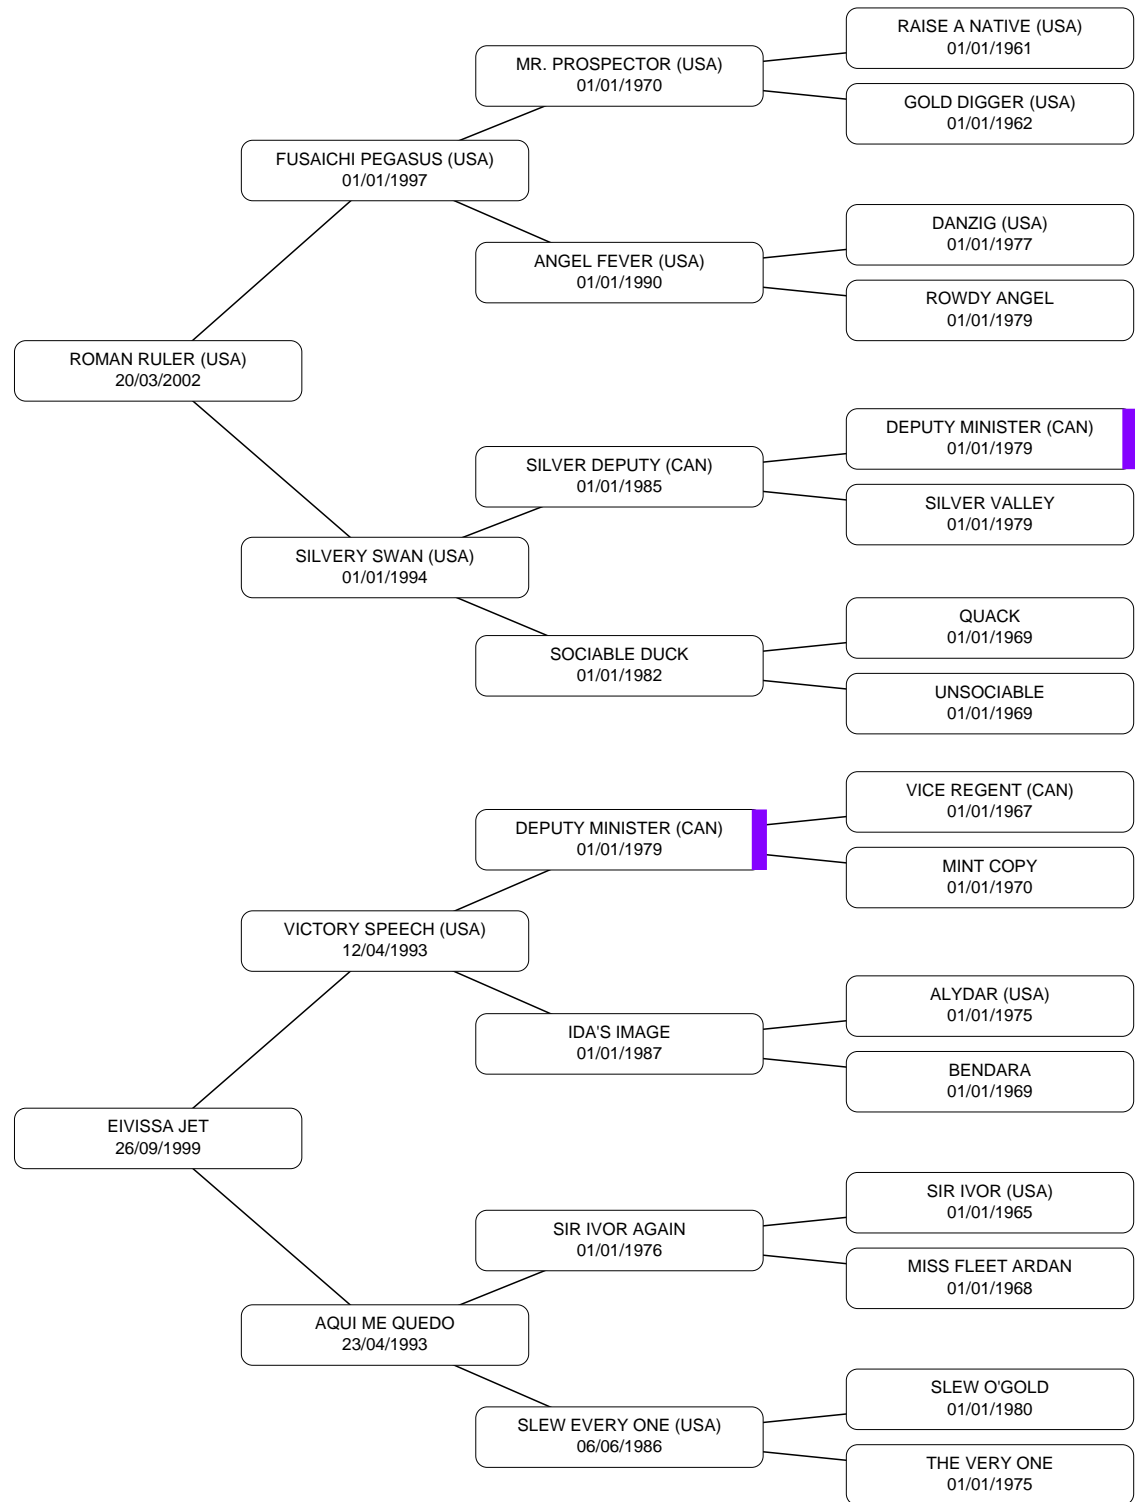 RAISE A NATIVE (USA)
01/01/1961
MR. PROSPECTOR (USA)
01/01/1970
GOLD DIGGER (USA)
01/01/1962
FUSAICHI PEGASUS (USA)
01/01/1997
DANZIG (USA)
01/01/1977
ANGEL FEVER (USA)
01/01/1990
ROWDY ANGEL
01/01/1979
ROMAN RULER (USA)
20/03/2002
DEPUTY MINISTER (CAN)
01/01/1979
SILVER DEPUTY (CAN)
01/01/1985
SILVER VALLEY
01/01/1979
SILVERY SWAN (USA)
01/01/1994
QUACK
01/01/1969
SOCIABLE DUCK
01/01/1982
UNSOCIABLE
01/01/1969
VICE REGENT (CAN)
01/01/1967
DEPUTY MINISTER (CAN)
01/01/1979
MINT COPY
01/01/1970
VICTORY SPEECH (USA)
12/04/1993
ALYDAR (USA)
01/01/1975
IDA'S IMAGE
01/01/1987
BENDARA
01/01/1969
EIVISSA JET
26/09/1999
SIR IVOR (USA)
01/01/1965
SIR IVOR AGAIN
01/01/1976
MISS FLEET ARDAN
01/01/1968
AQUI ME QUEDO
23/04/1993
SLEW O'GOLD
01/01/1980
SLEW EVERY ONE (USA)
06/06/1986
THE VERY ONE
01/01/1975